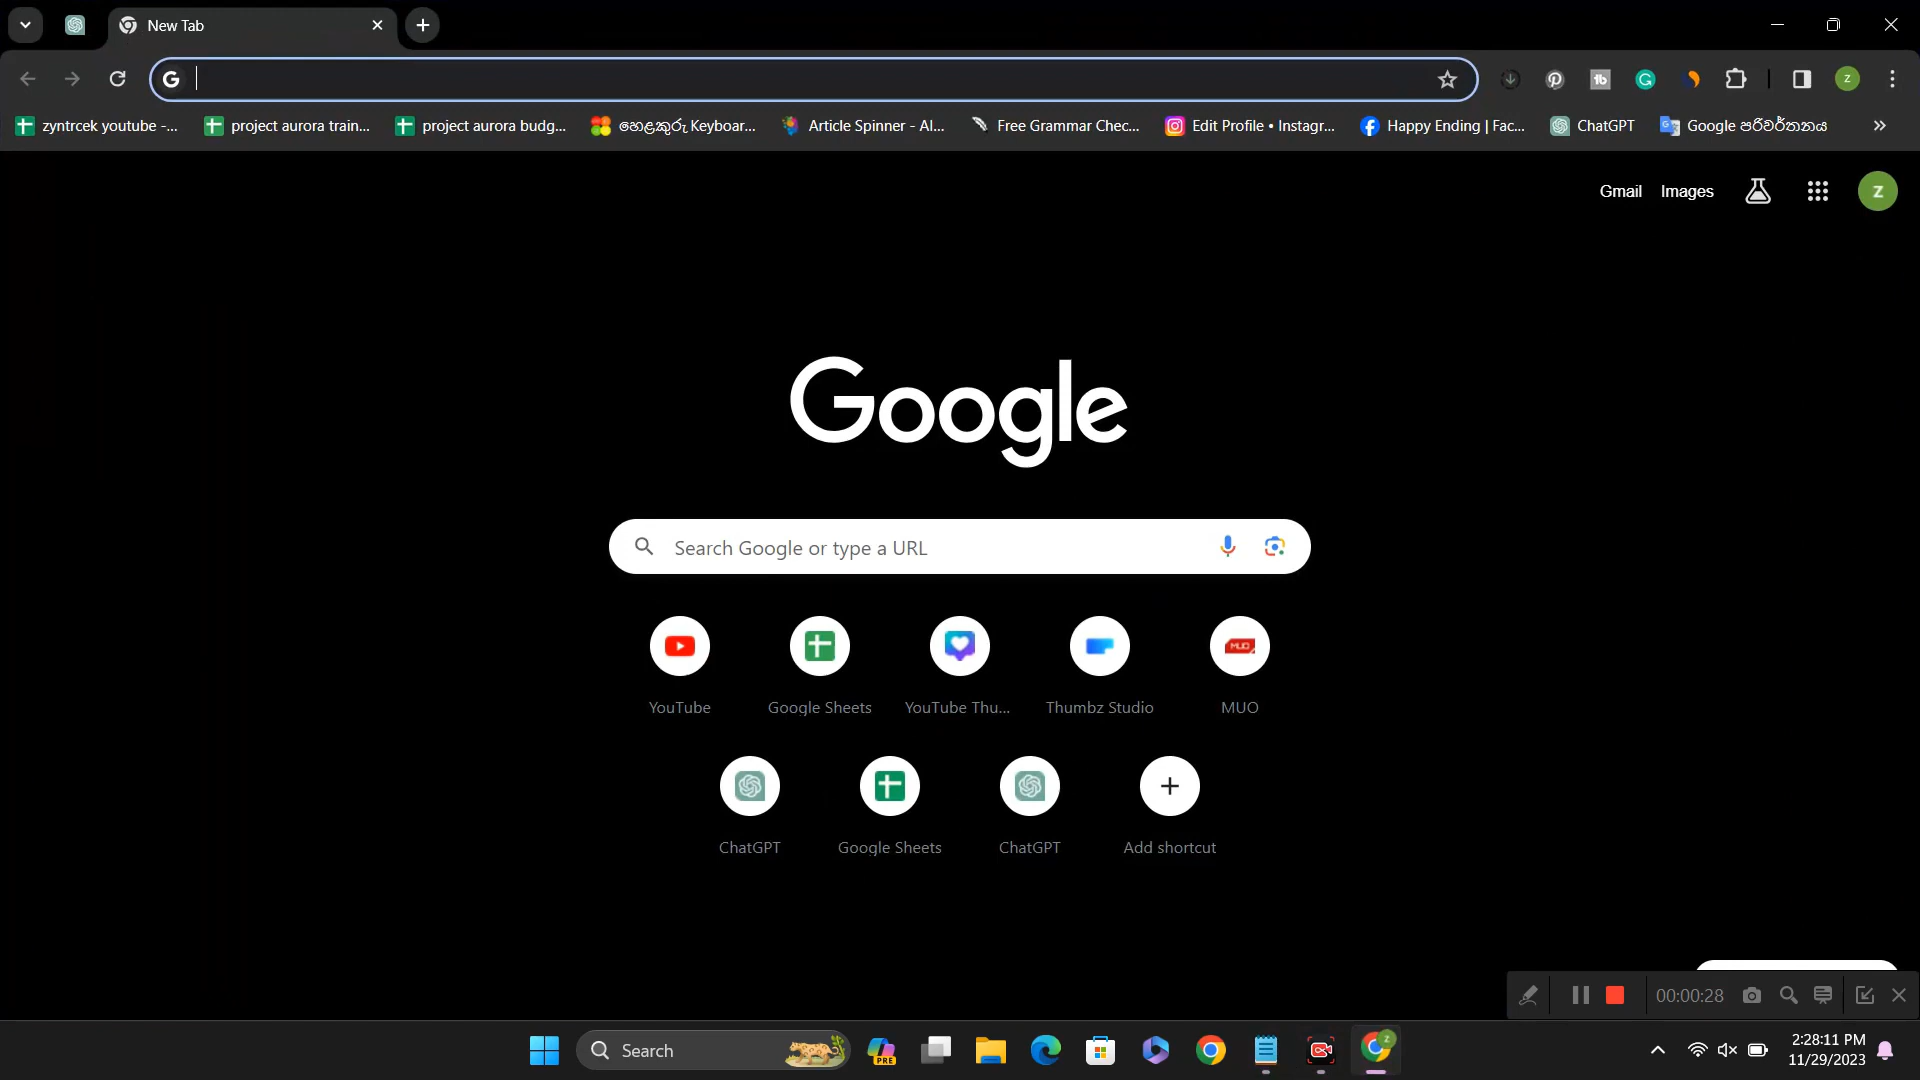 New Tab
zyntrcek youtube -...
project aurora train...
project aurora budg...
හෙළකුරු Keyboar...
Article Spinner - AI...
Free Grammar Chec...
Edit Profile • Instagr...
Happy Ending | Fac...
ChatGPT
Google පරිවර්තනය
Gmail
Images
z
Google
Search Google or type a URL
YouTube
Google Sheets
YouTube Thu...
Thumbz Studio
MUO
ChatGPT
Google Sheets
ChatGPT
Add shortcut
00:00:28
Search
PRE
2:28:11 PM
11/29/2023